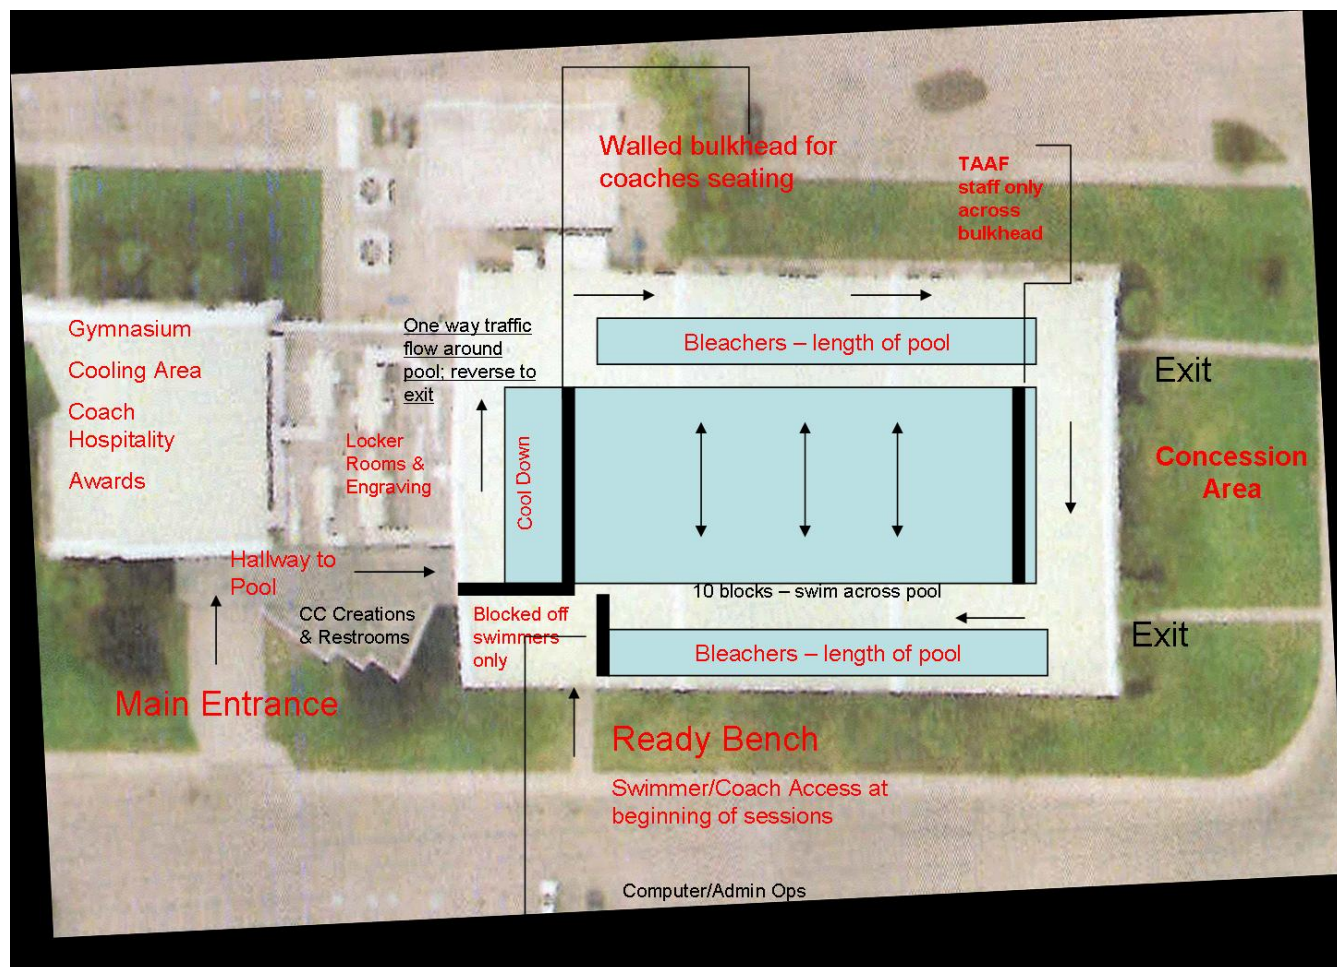 Walled bulkhead for
coaches seating
TAAF
staff only
across
bulkhead
Gymnasium
Cooling Area
Coach
Hospitality
Awards
One way traffic
flow around
pool; reverse to
exit
Bleachers – length of pool
Exit
Locker
Rooms &
Engraving
Cool Down
Concession
Area
Hallway to
Pool
CC Creations
& Restrooms
Blocked off
swimmers
only
10 blocks – swim across pool
Bleachers – length of pool
Exit
Main Entrance
Ready Bench
Swimmer/Coach Access at
beginning of sessions
Computer/Admin Ops